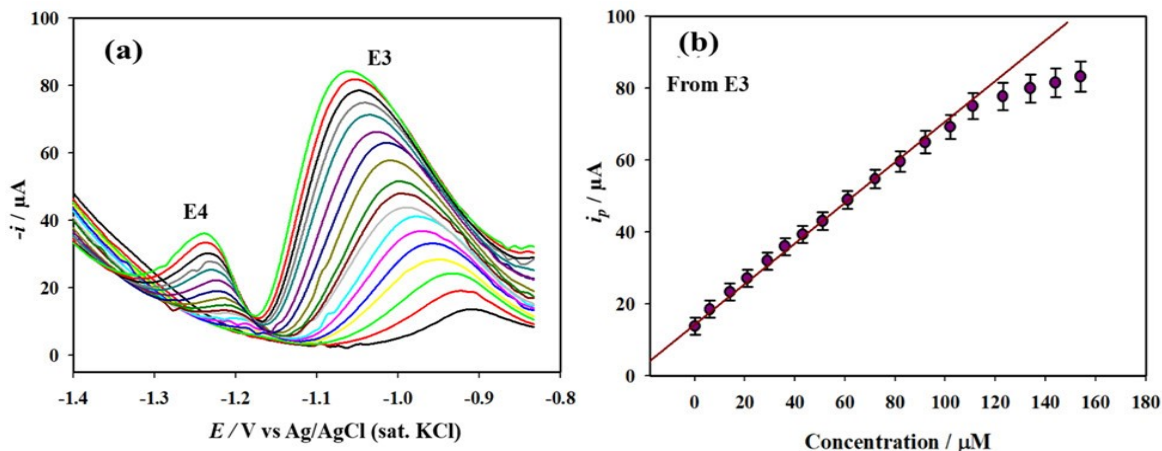 (a)
E3
E4
100
80
60
40
20
0
-i / µA
-1.4 -1.3 -1.2 -1.1 -1.0 -0.9 -0.8
E / V vs Ag/AgCl (sat. KCl)
(b)
From E3
100
80
60
40
20
0
ip / µA
0 20 40 60 80 100 120 140 160 180
Concentration / µM